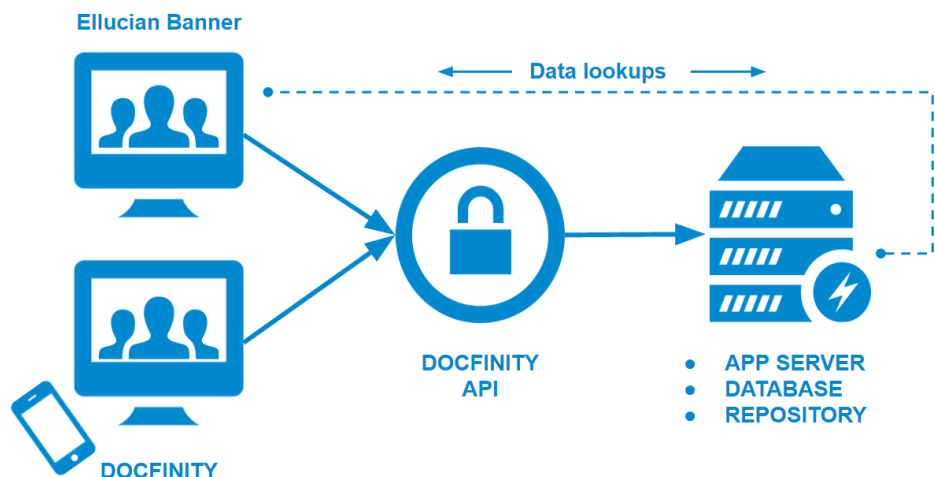 Ellucian Banner
Data lookups
DOCFINITY
API
APP SERVER
DATABASE
REPOSITORY
DOCFINITY